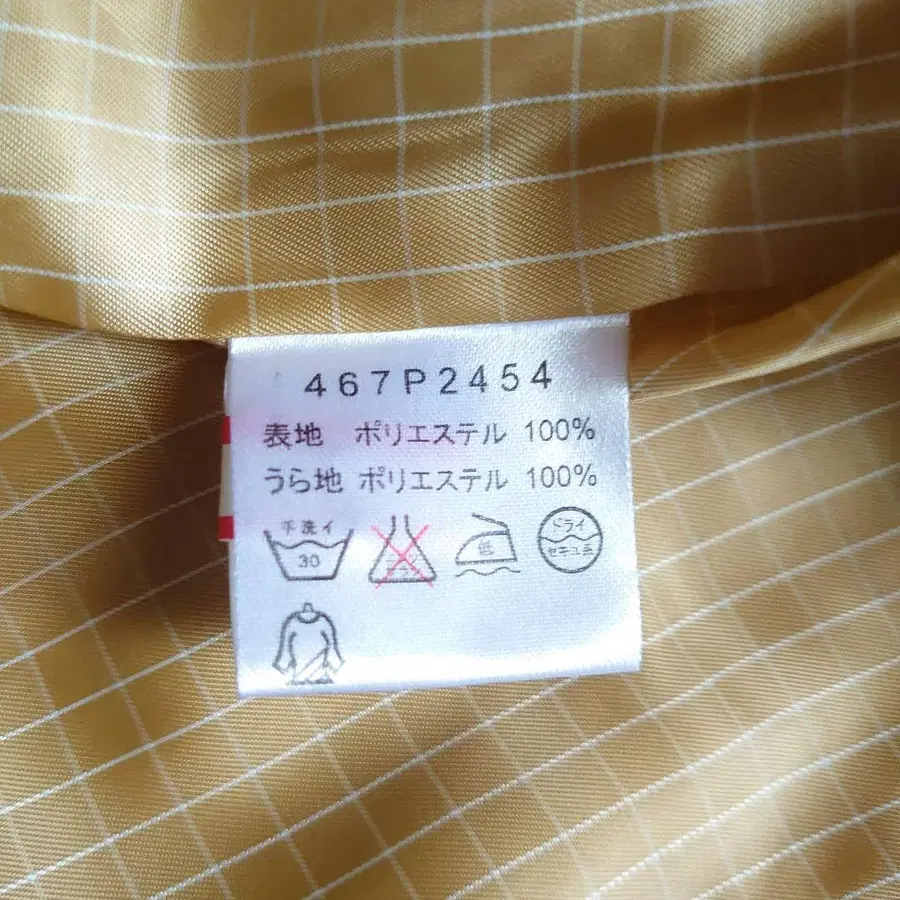 467P2454
表地 ポリエステル 100%
うら地 ポリエステル 100%
手洗イ
30
低
ドライ
セキユ系